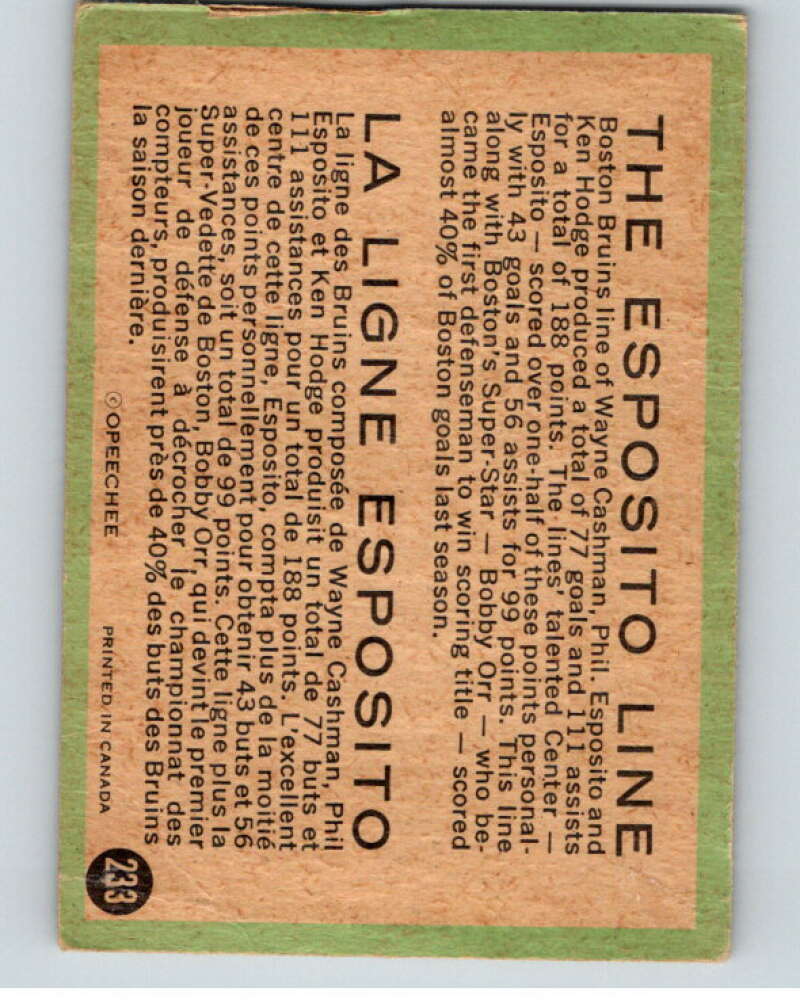 THE ESPOSITO LINE
Boston Bruins line of Wayne Cashman, Phil. Esposito and
Ken Hodge produced a total of 77 goals and 111 assists
for a total of 188 points. The lines' talented Center —
Esposito — scored over one-half of these points personal-
ly with 43 goals and 56 assists for 99 points. This line
along with Boston's Super-Star — Bobby Orr — who be-
came the first defenseman to win scoring title — scored
almost 40% of Boston goals last season.
LA LIGNE ESPOSITO
La ligne des Bruins composée de Wayne Cashman, Phil
Esposito et Ken Hodge produisit un total de 77 buts et
111 assistances pour un total de 188 points. L'excellent
centre de cette ligne, Esposito, compta plus de la moitié
de ces points personnellement pour obtenir 43 buts et 56
assistances, soit un total de 99 points. Cette ligne plus la
Super-Vedette de Boston, Bobby Orr, qui devint le premier
joueur de défense à décrocher le championnat des
compteurs, produisirent près de 40% des buts des Bruins
la saison dernière.
©OPEECHEE PRINTED IN CANADA 233